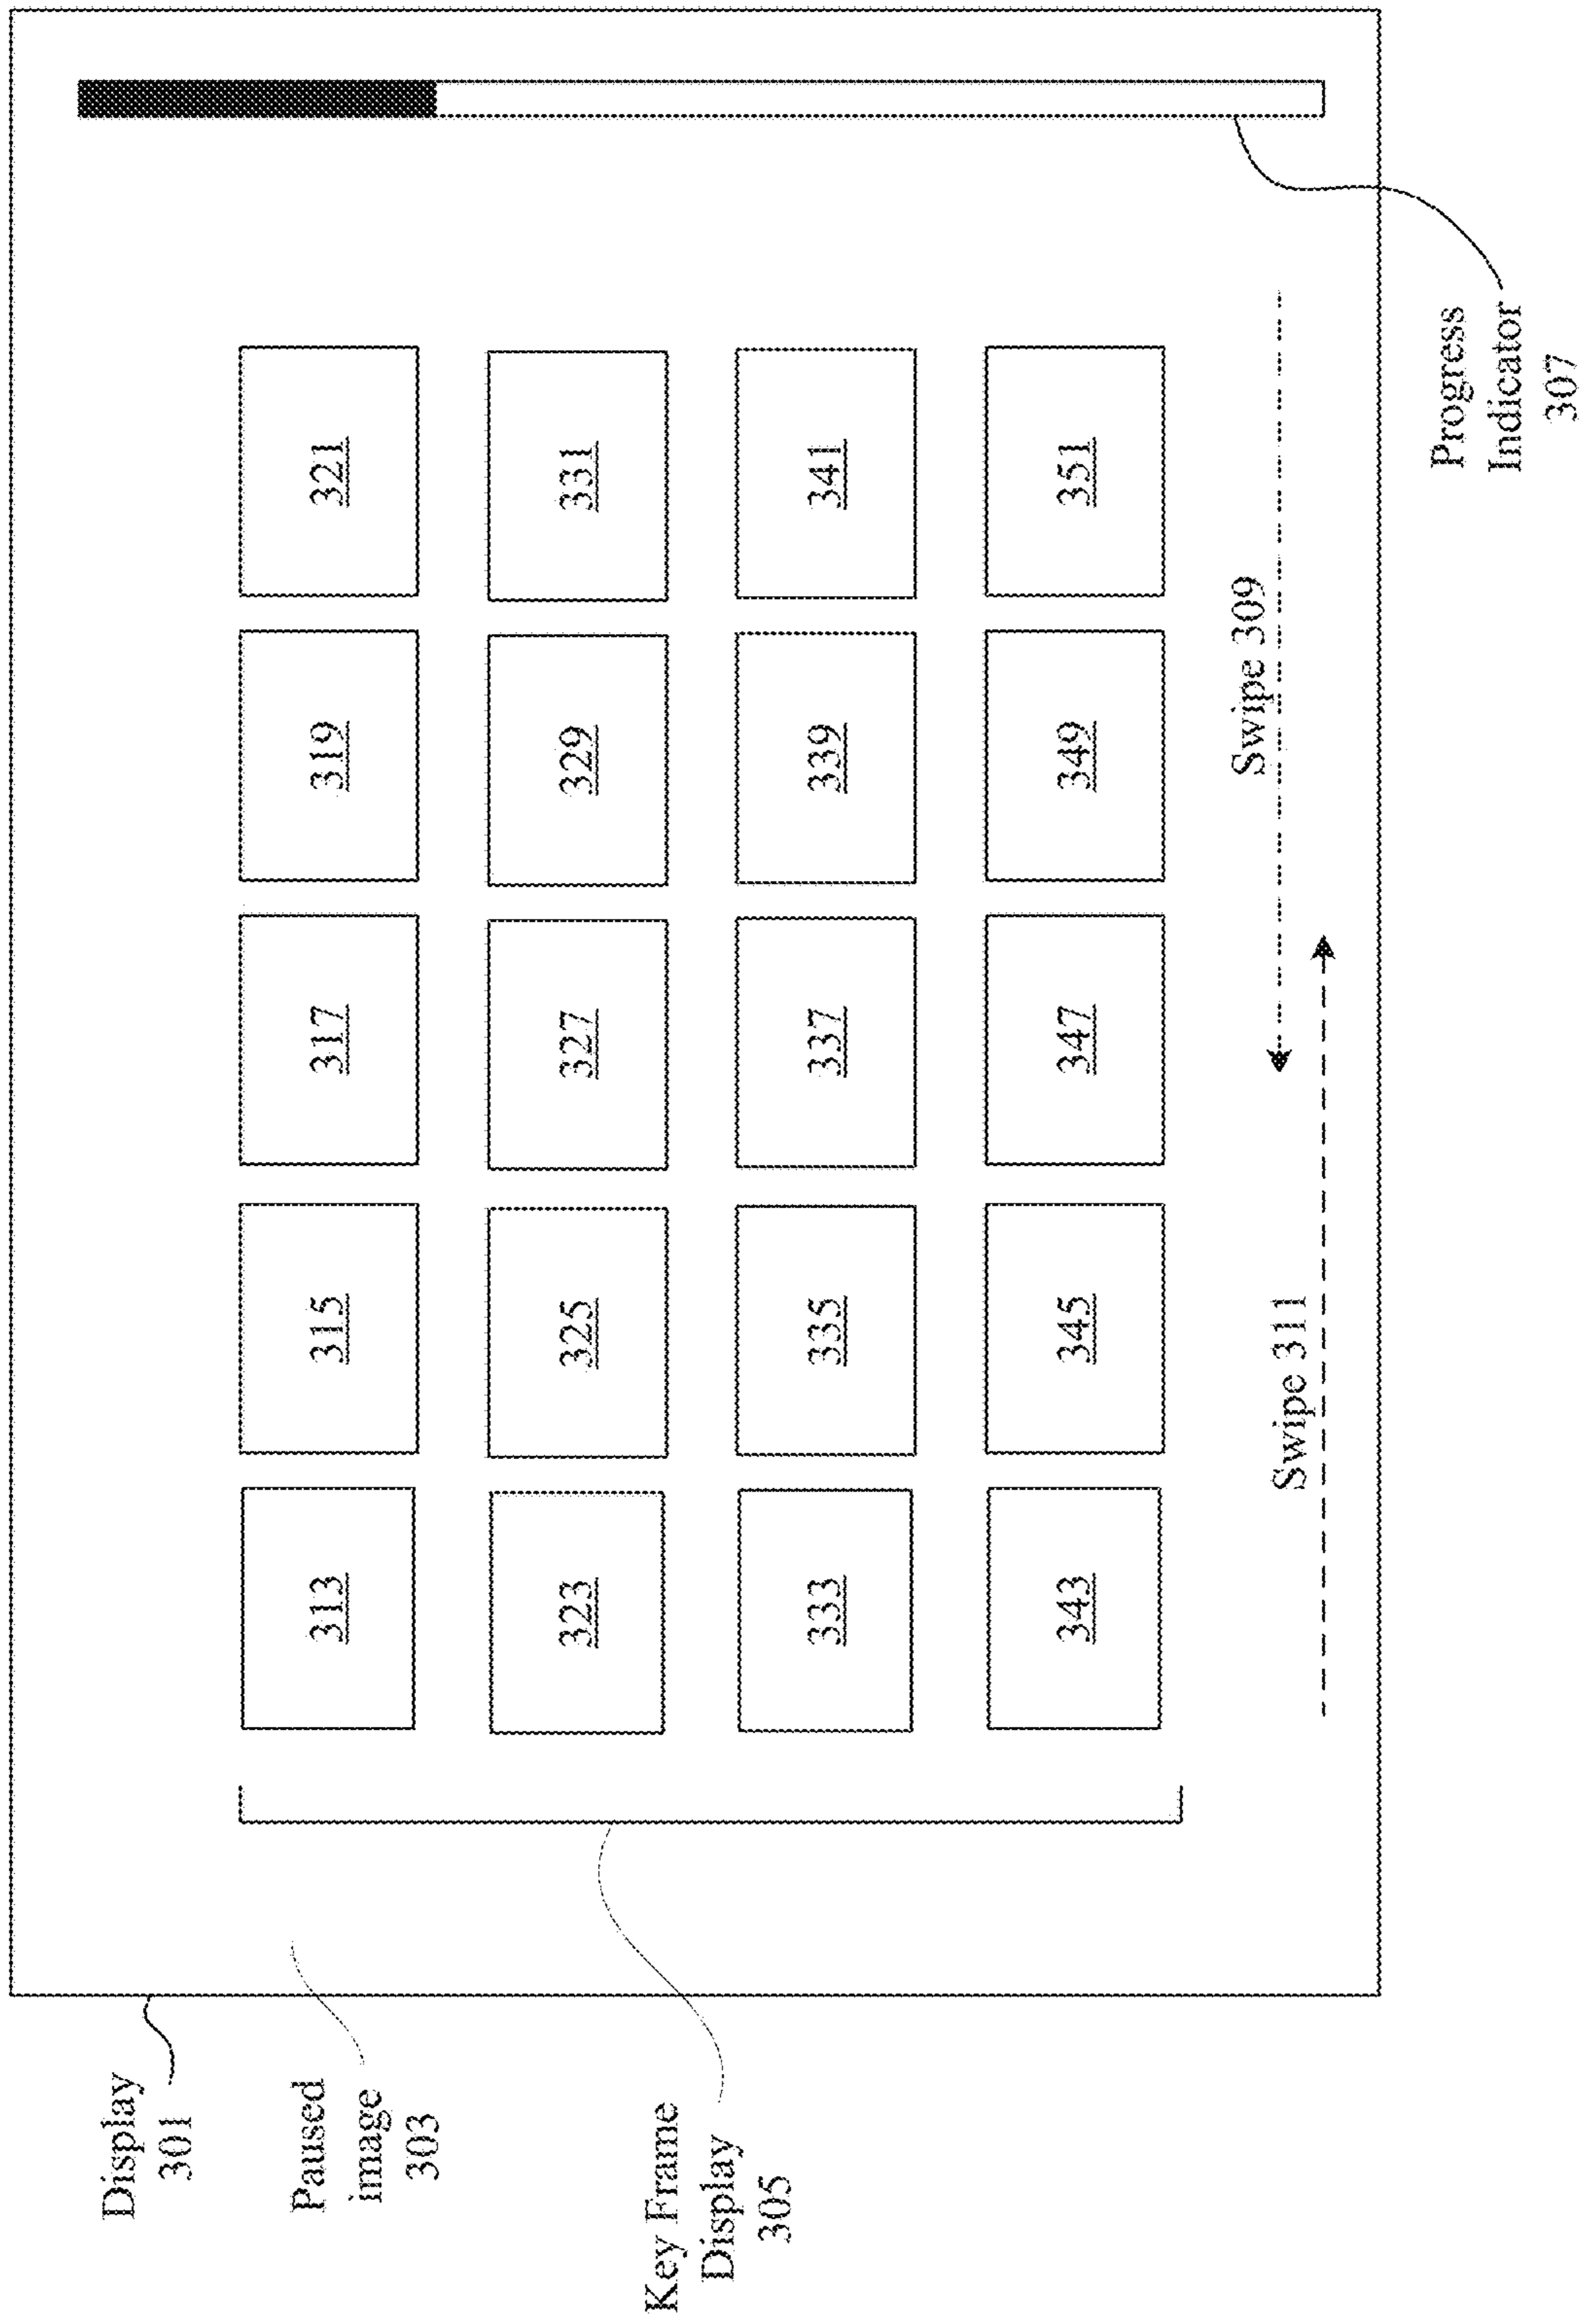 Display
301
Paused
image
303
Key Frame
Display
305
313 315 317 319 321
323 325 327 329 331
333 335 337 339 341
343 345 347 349 351
Swipe 309
Swipe 311
Progress
Indicator
307